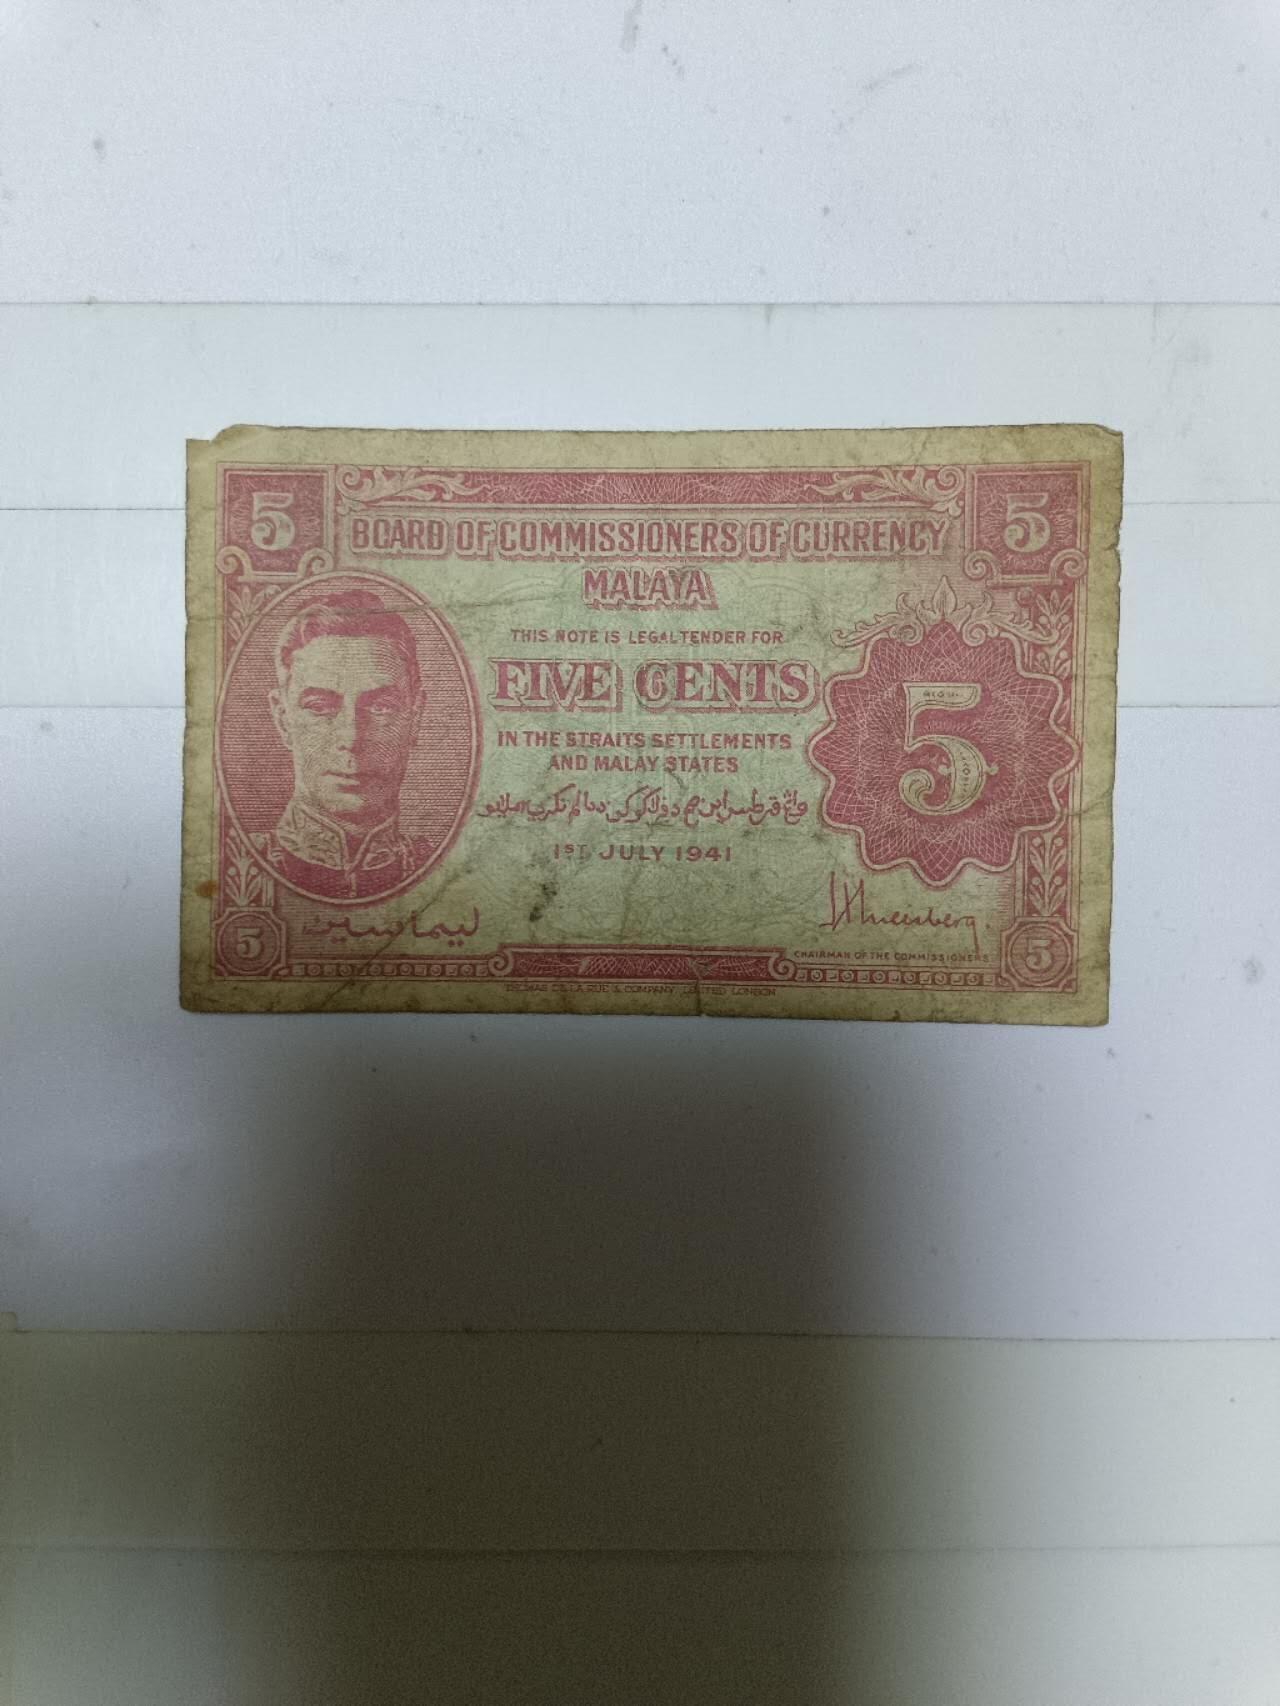 5 5
BOARD OF COMMISSIONERS OF CURRENCY
MALAYA
THIS NOTE IS LEGAL TENDER FOR
FIVE CENTS
5
IN THE STRAITS SETTLEMENTS
AND MALAY STATES
1ST JULY 1941
ليما سين
5 5
CHAIRMAN OF THE COMMISSIONERS
THOMAS DE LA RUE & COMPANY LIMITED LONDON